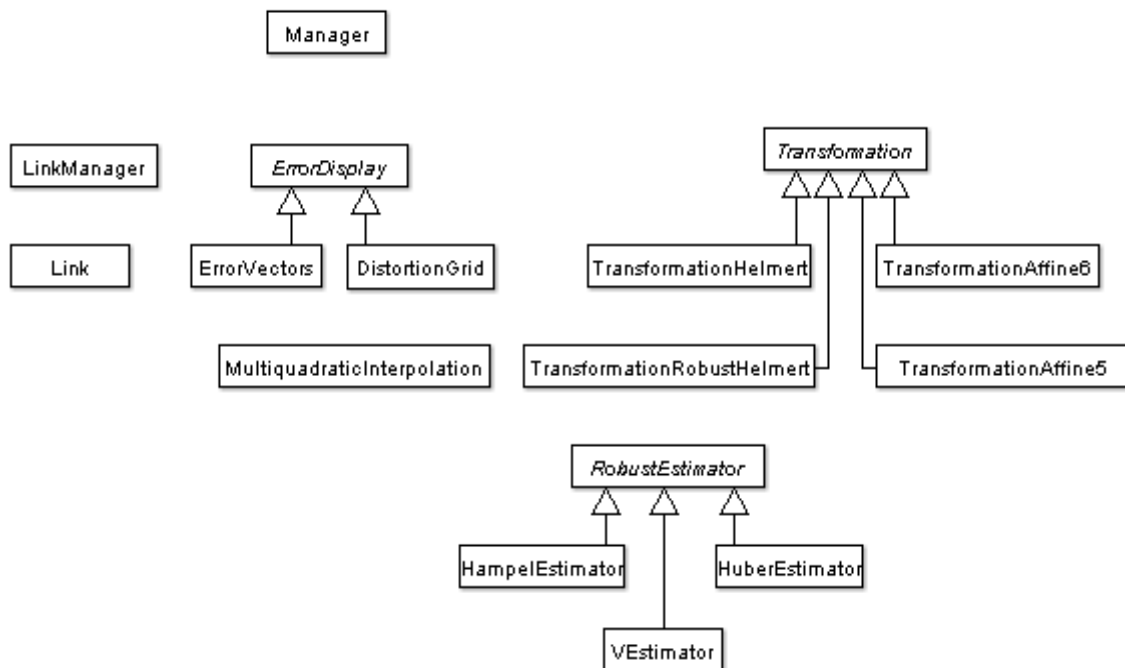 Manager
LinkManager
ErrorDisplay
Transformation
Link
ErrorVectors
DistortionGrid
TransformationHelmert
TransformationAffine6
MultiquadraticInterpolation
TransformationRobustHelmert
TransformationAffine5
RobustEstimator
HampelEstimator
HuberEstimator
VEstimator